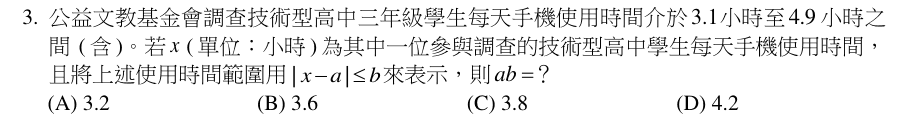 3. 公益文教基金會調查技術型高中三年級學生每天手機使用時間介於3.1小時至4.9 小時之
間 ( 含 )。若 x ( 單位：小時 ) 為其中一位參與調查的技術型高中學生每天手機使用時間，
且將上述使用時間範圍用 |x−a|≤b 來表示，則 ab =？
(A) 3.2 (B) 3.6 (C) 3.8 (D) 4.2